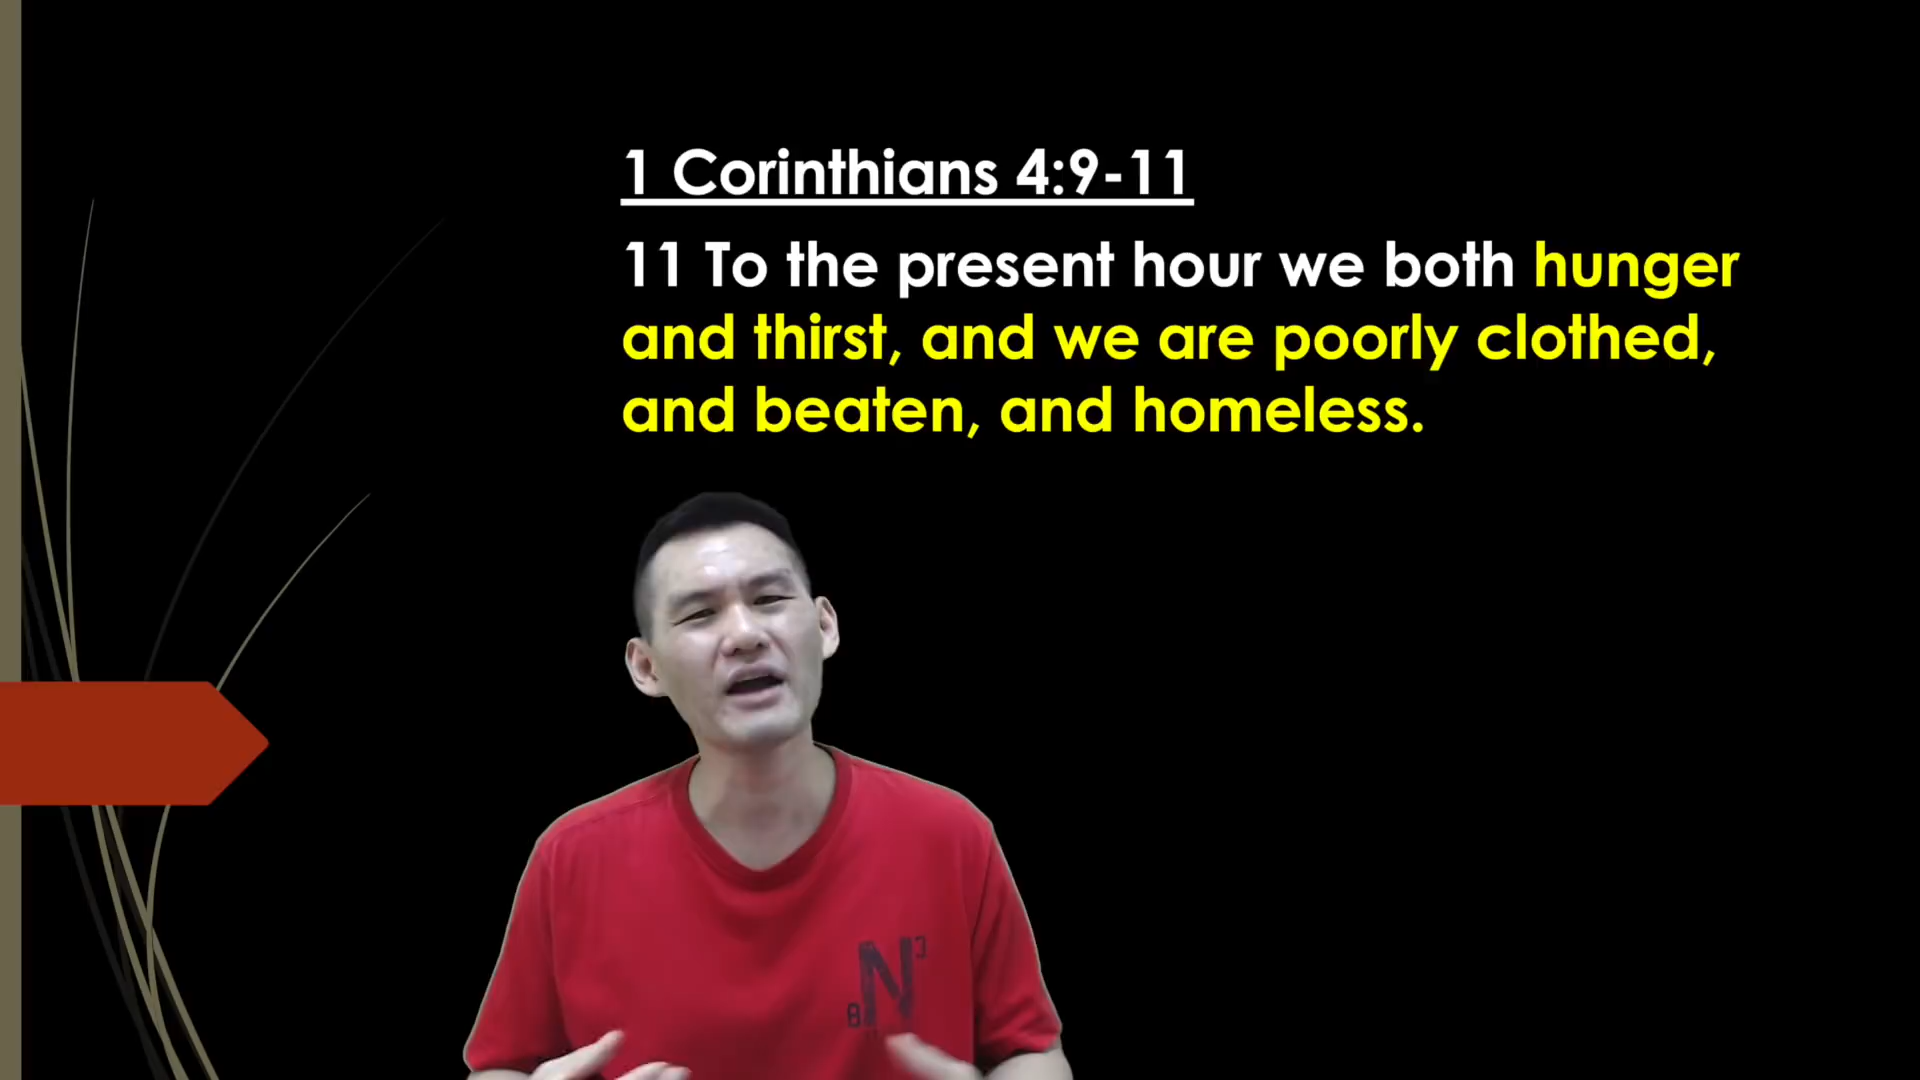 1 Corinthians 4:9-11
11 To the present hour we both hunger
and thirst, and we are poorly clothed,
and beaten, and homeless.
N
8